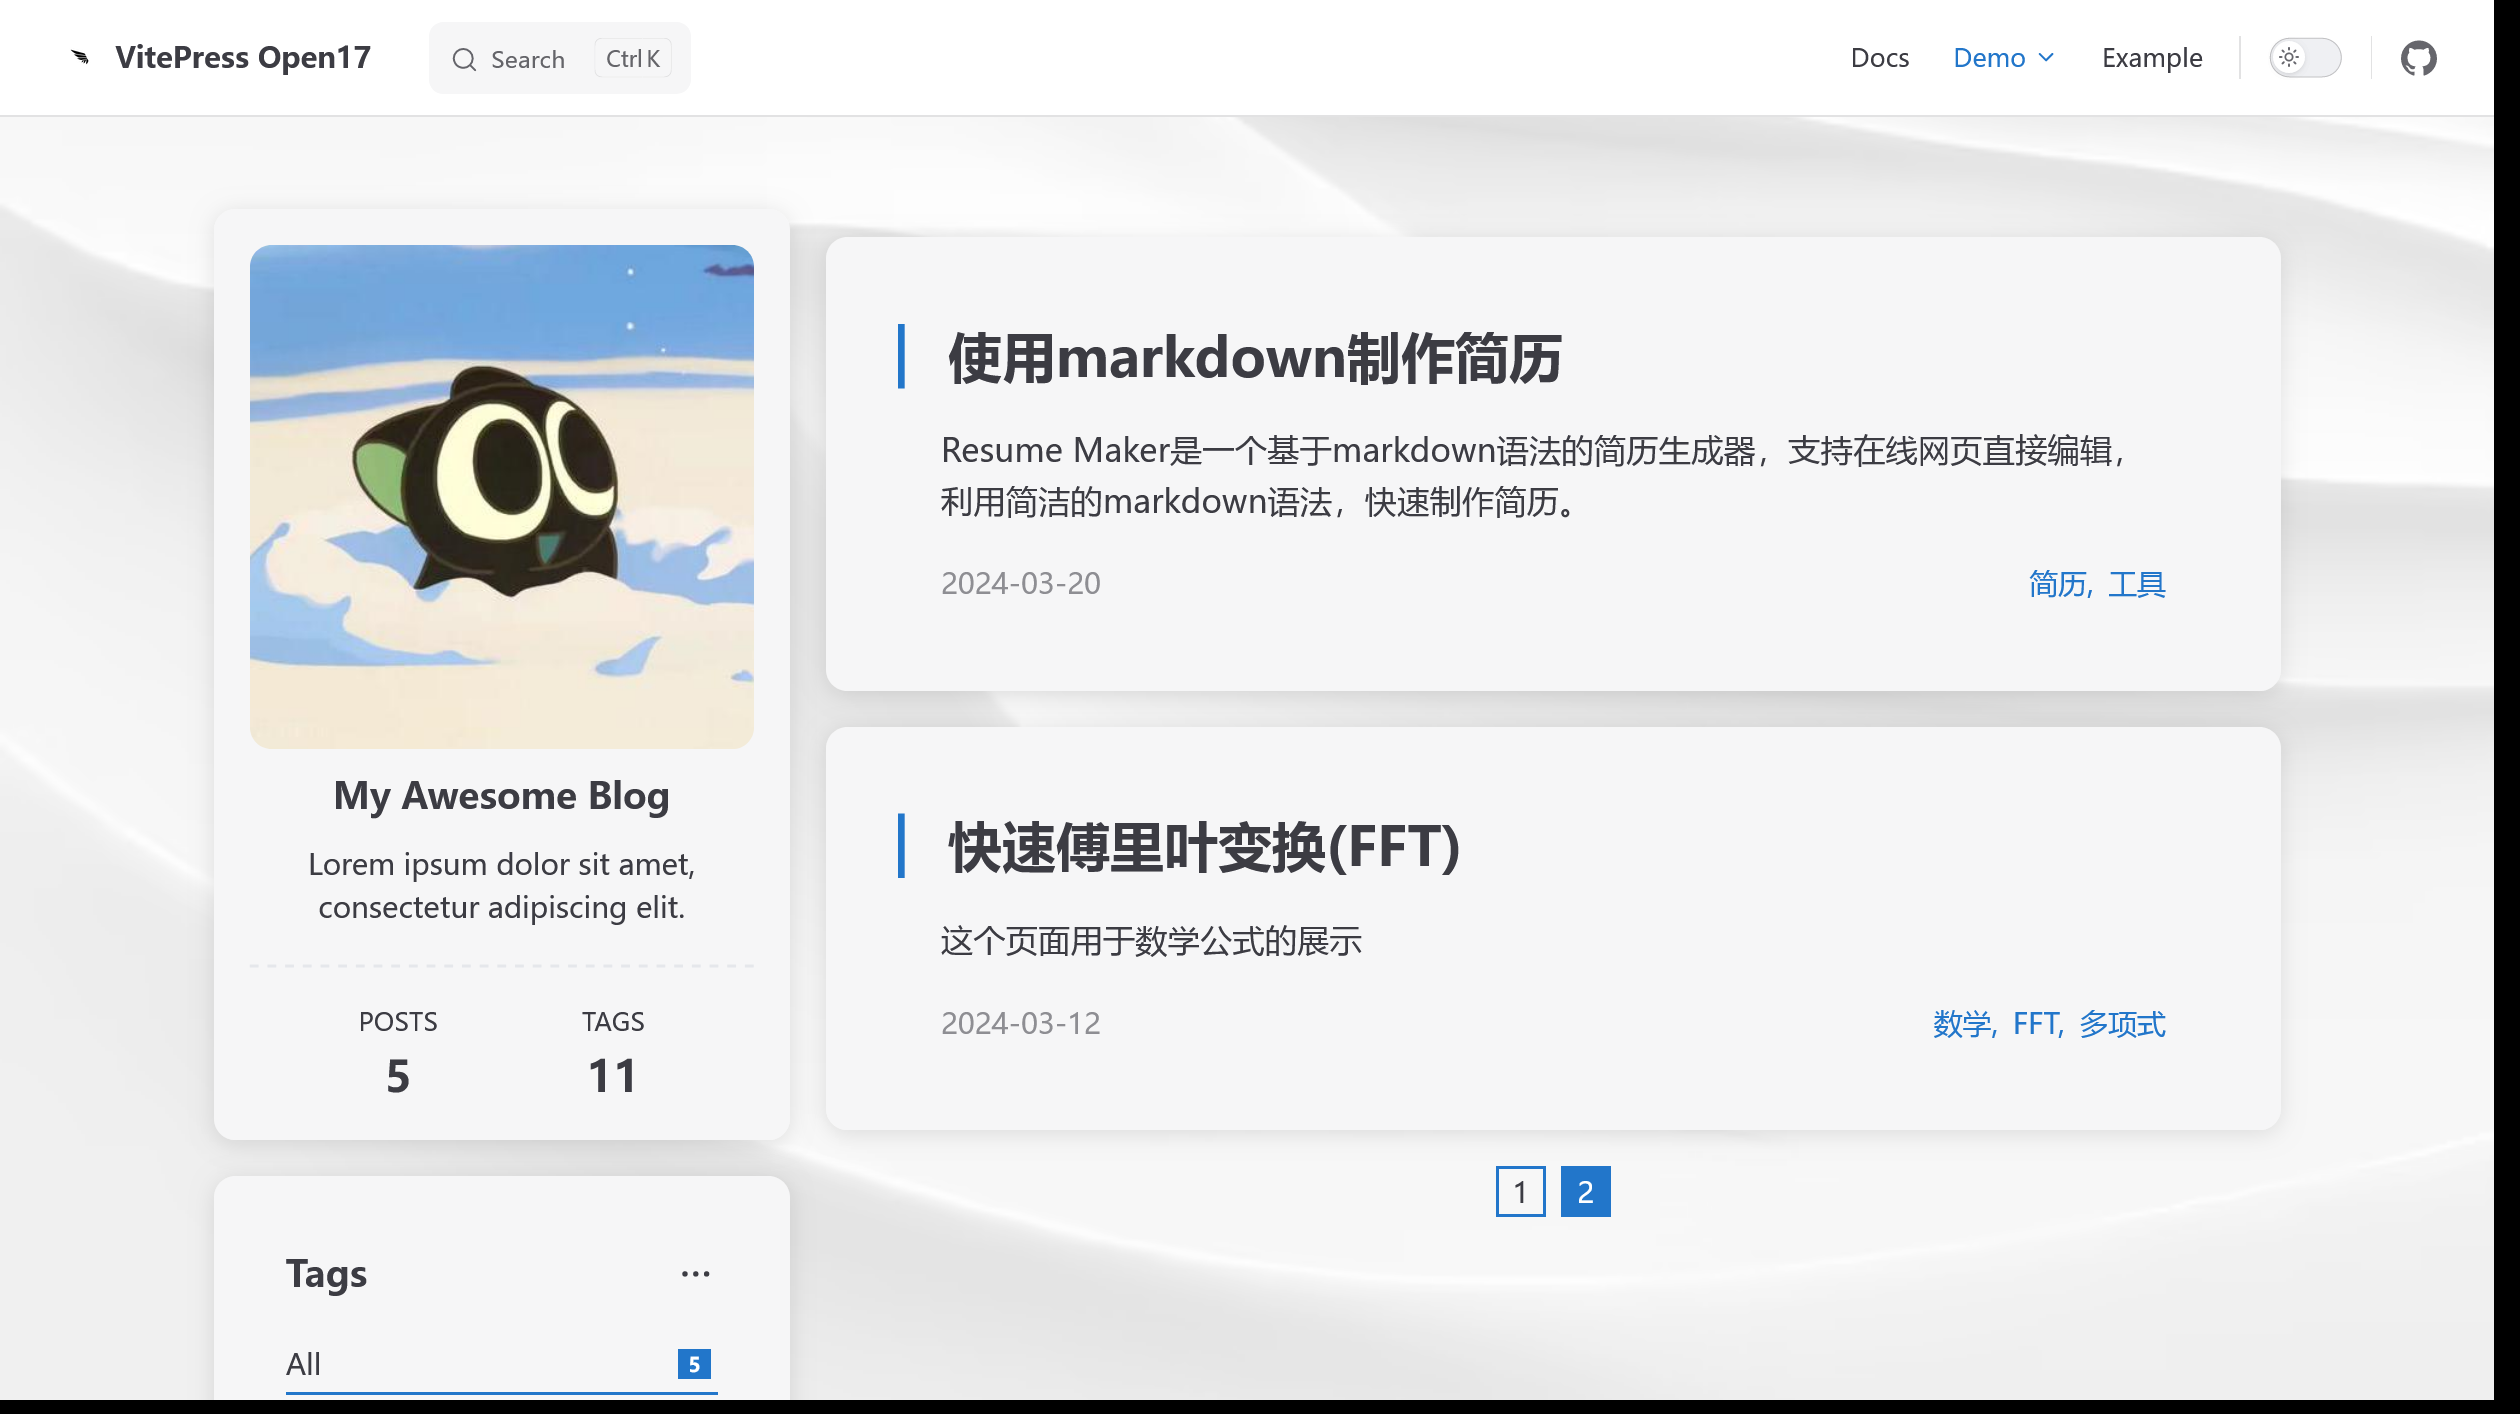 VitePress Open17
Search
Ctrl K
Docs
Demo
Example
My Awesome Blog
Lorem ipsum dolor sit amet,
consectetur adipiscing elit.
POSTS
5
TAGS
11
Tags
...
All
5
使用markdown制作简历
Resume Maker是一个基于markdown语法的简历生成器，支持在线网页直接编辑，
利用简洁的markdown语法，快速制作简历。
2024-03-20
简历, 工具
快速傅里叶变换(FFT)
这个页面用于数学公式的展示
2024-03-12
数学, FFT, 多项式
1
2